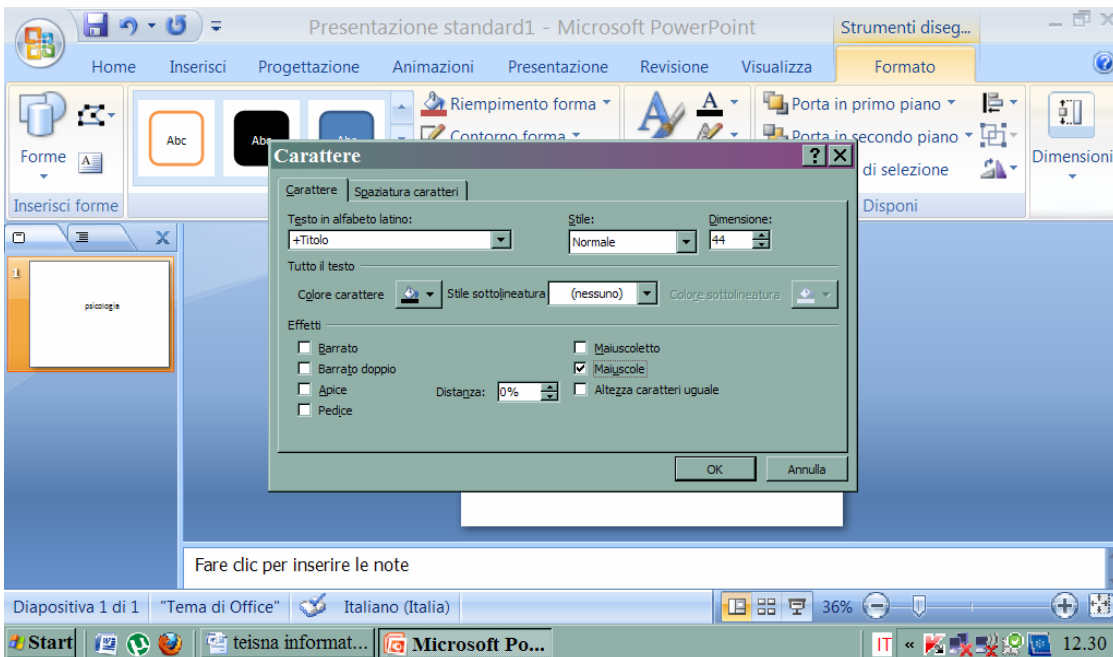 Presentazione standard1 - Microsoft PowerPoint
Strumenti diseg...
Home Inserisci Progettazione Animazioni Presentazione Revisione Visualizza Formato
Forme
Abc
Abc
Abc
Riempimento forma
Contorno forma
Porta in primo piano
Porta in secondo piano
di selezione
Dimensioni
Inserisci forme
Disponi
Carattere
Carattere Spaziatura caratteri
Testo in alfabeto latino: Stile: Dimensione:
+Titolo Normale 44
Tutto il testo
Colore carattere Stile sottolineatura (nessuno) Colore sottolineatura
Effetti
Barrato Maiuscoletto
Barrato doppio Maiuscole
Apice Distanza: 0% Altezza caratteri uguale
Pedice
OK Annulla
1
psicologia
Fare clic per inserire le note
Diapositiva 1 di 1 "Tema di Office" Italiano (Italia) 36%
Start teisna informat... Microsoft Po... IT « 12.30